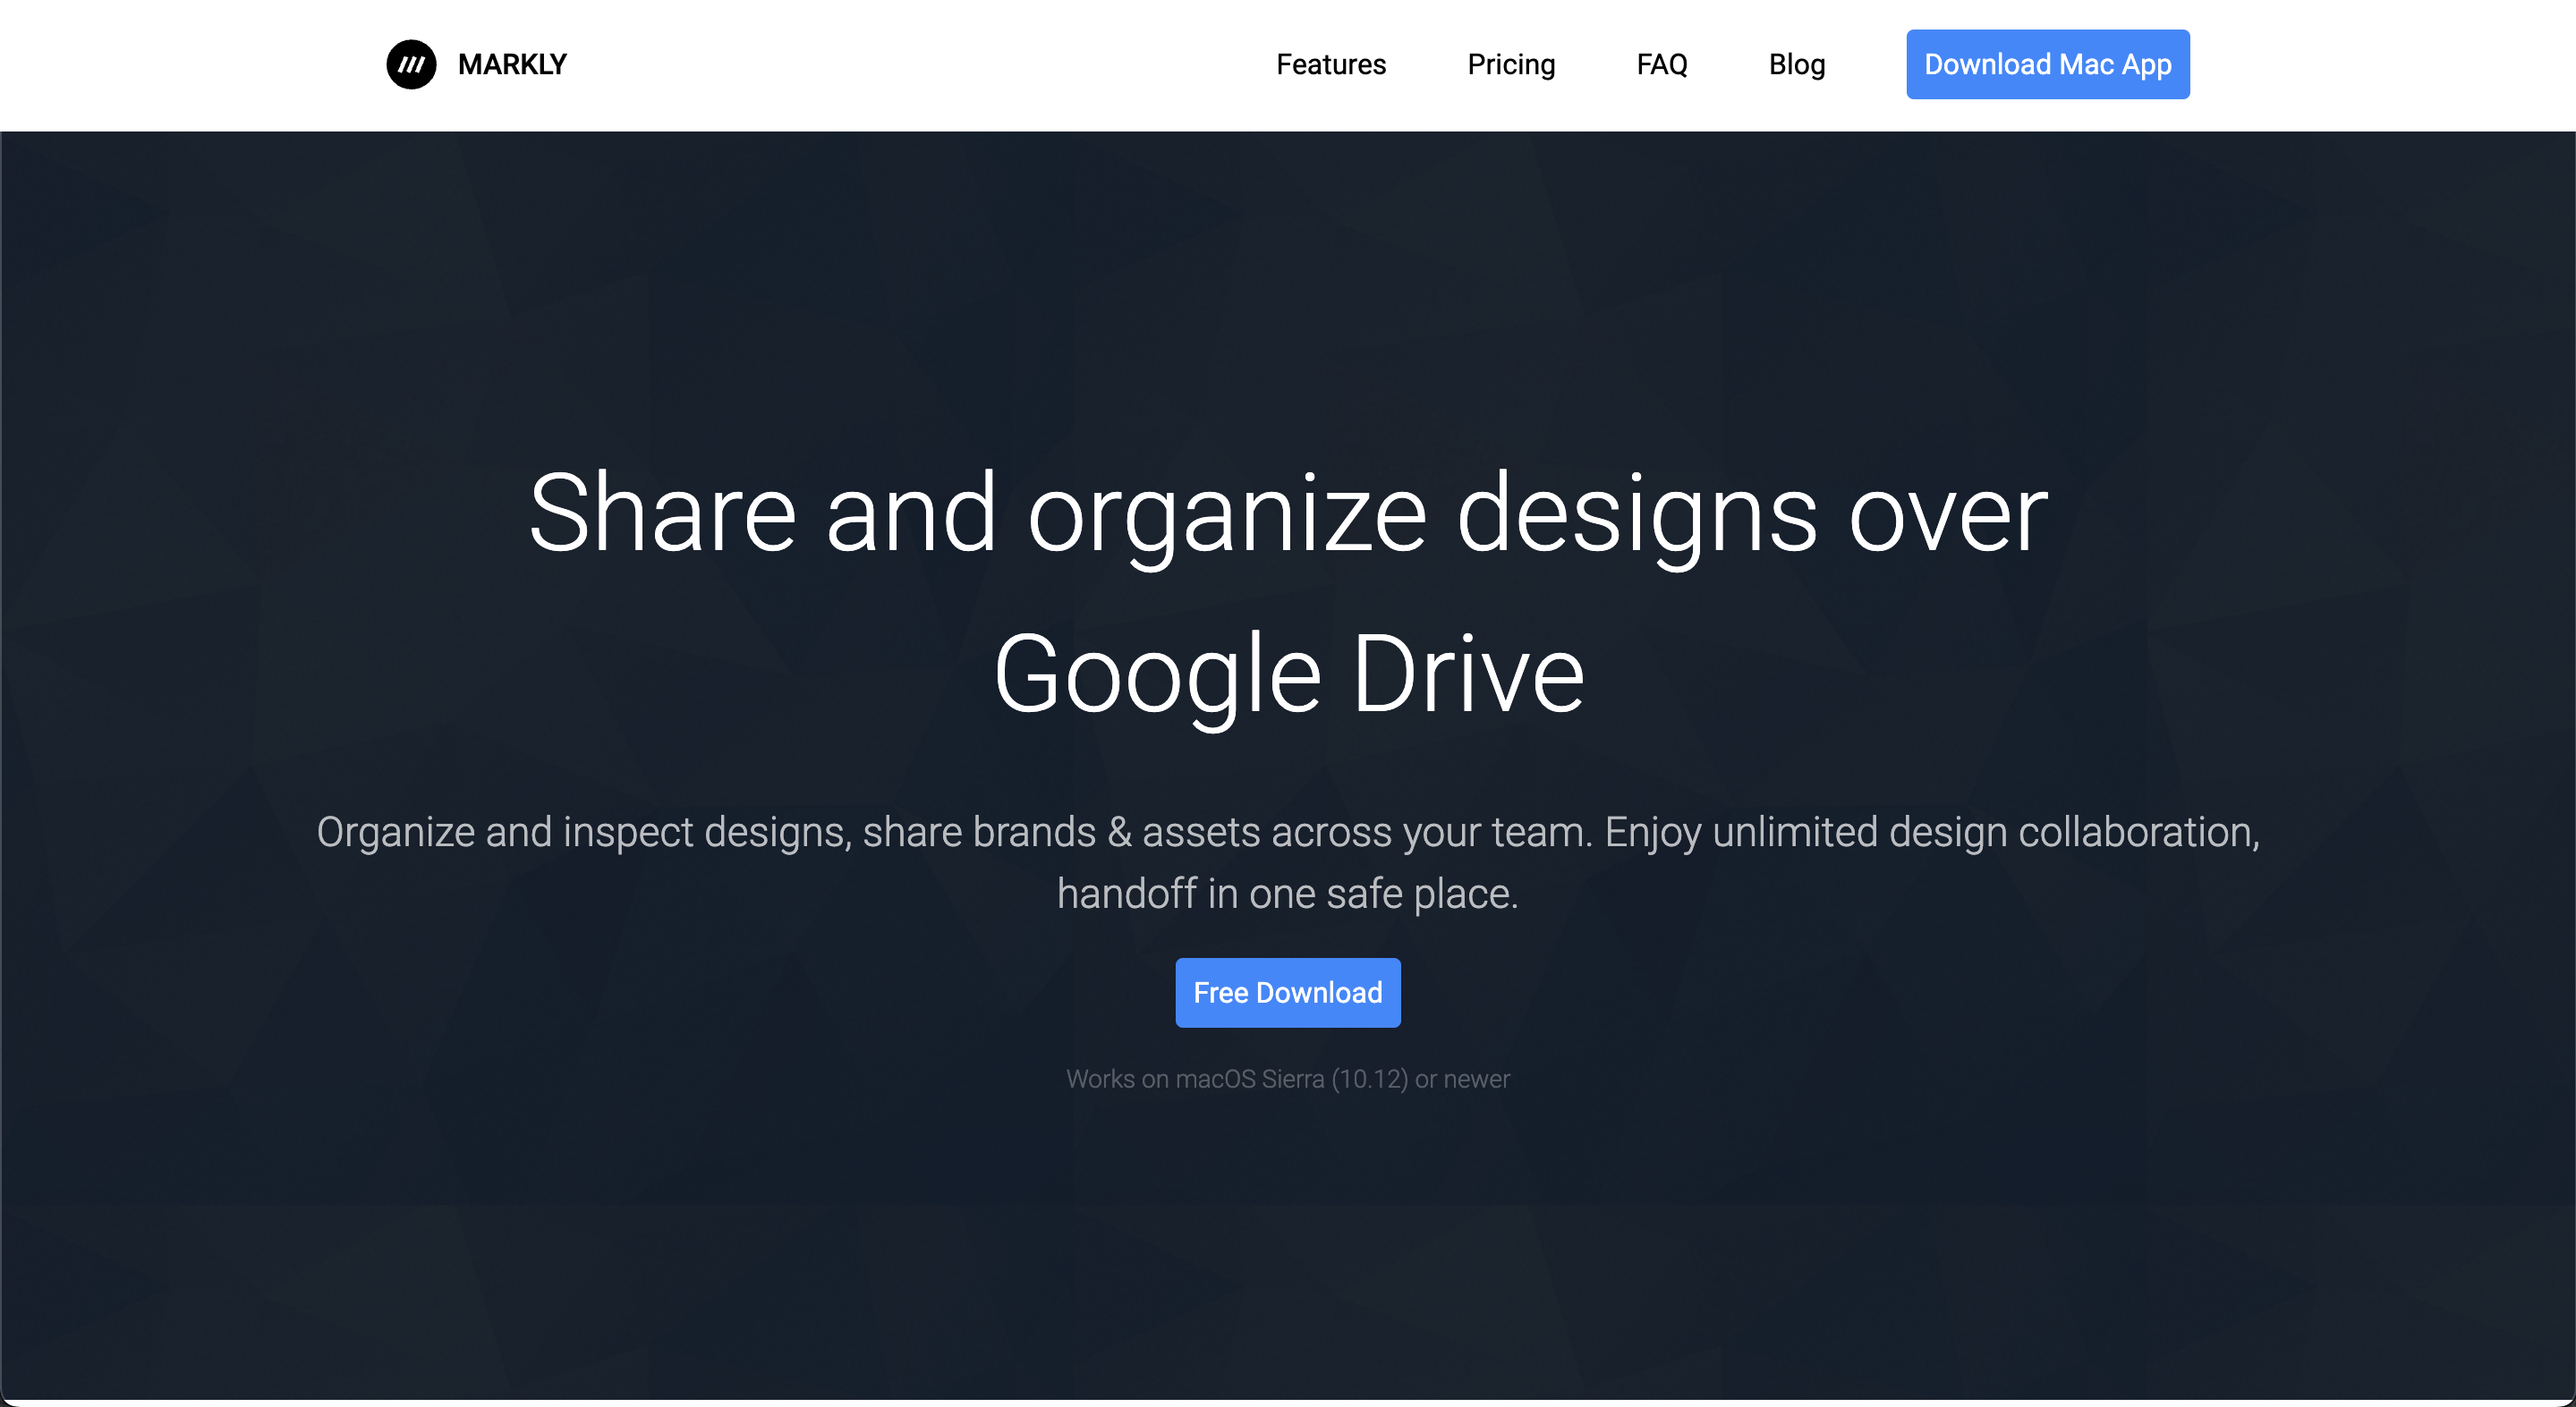 MARKLY
Features
Pricing
FAQ
Blog
Download Mac App
Share and organize designs over
Google Drive
Organize and inspect designs, share brands & assets across your team. Enjoy unlimited design collaboration,
handoff in one safe place.
Free Download
Works on macOS Sierra (10.12) or newer